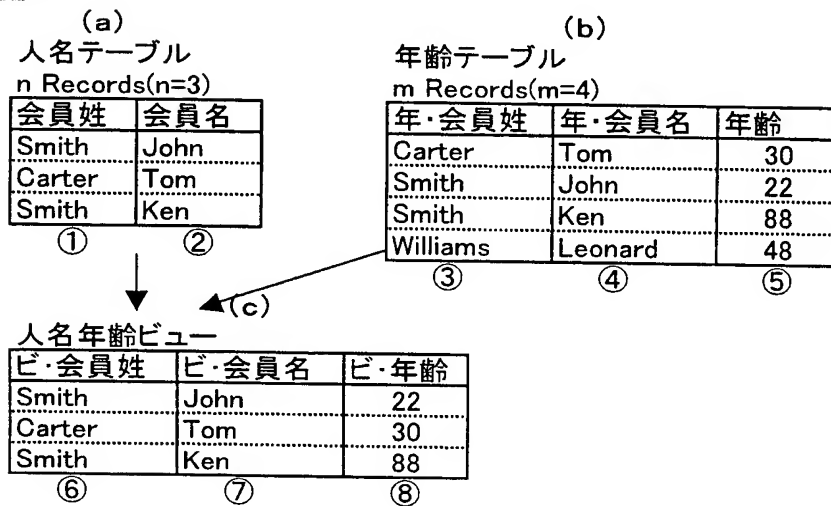 (a)
人名テーブル
n Records(n=3)
会員姓 会員名
Smith John
Carter Tom
Smith Ken
① ②
(b)
年齢テーブル
m Records(m=4)
年・会員姓 年・会員名 年齢
Carter Tom 30
Smith John 22
Smith Ken 88
Williams Leonard 48
③ ④ ⑤
(c)
人名年齢ビュー
ビ・会員姓 ビ・会員名 ビ・年齢
Smith John 22
Carter Tom 30
Smith Ken 88
⑥ ⑦ ⑧